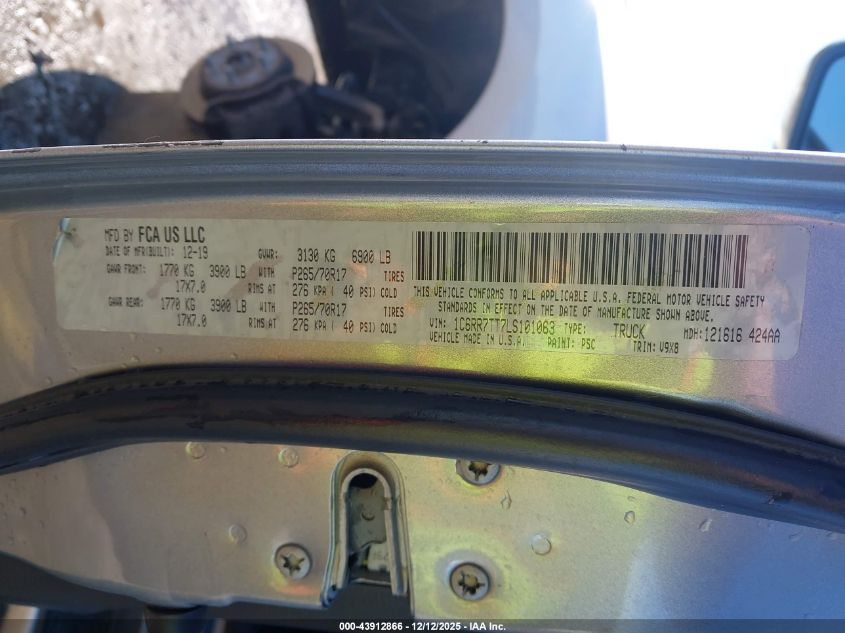 MFD BY FCA US LLC
DATE OF MFR(BUILT): 12-19 GVWR: 3130 KG 6900 LB
GAWR FRONT: 1770 KG 3900 LB WITH P265/70R17 TIRES
17X7.0 RIMS AT 276 KPA ( 40 PSI) COLD
GAWR REAR: 1770 KG 3900 LB WITH P265/70R17 TIRES
17X7.0 RIMS AT 276 KPA ( 40 PSI) COLD
THIS VEHICLE CONFORMS TO ALL APPLICABLE U.S.A. FEDERAL MOTOR VEHICLE SAFETY
STANDARDS IN EFFECT ON THE DATE OF MANUFACTURE SHOWN ABOVE.
VIN: 1C6RR7TT7LS101063 TYPE: TRUCK MDH: 121616 424AA
VEHICLE MADE IN U.S.A. PAINT: PSC TRIM: V9X8
000-43912866 - 12/12/2025 - IAA Inc.